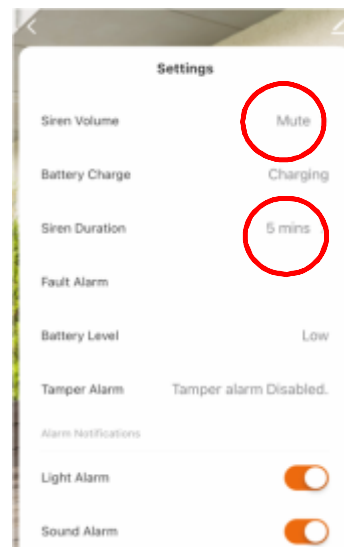 Settings
Siren Volume Mute
Battery Charge Charging
Siren Duration 5 mins
Fault Alarm
Battery Level Low
Tamper Alarm Tamper alarm Disabled.
Alarm Notifications
Light Alarm
Sound Alarm